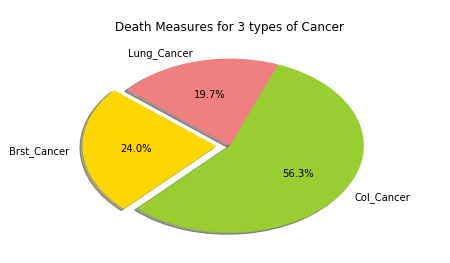 Death Measures for 3 types of Cancer
Lung_Cancer
19.7%
Brst_Cancer
24.0%
56.3%
Col_Cancer